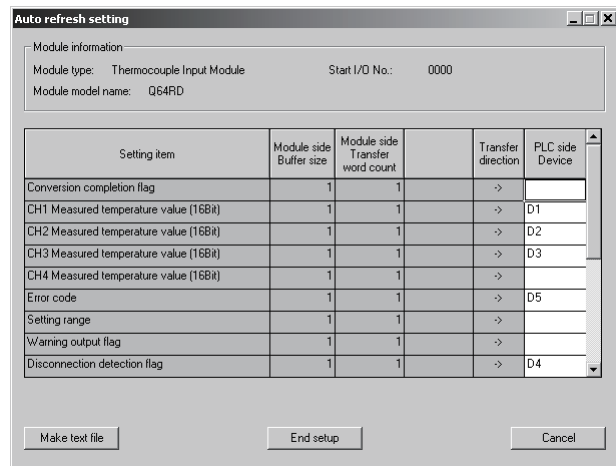 Auto refresh setting
Module information
Module type: Thermocouple Input Module Start I/O No.: 0000
Module model name: Q64RD
Setting item Module side Buffer size Module side Transfer word count Transfer direction PLC side Device
Conversion completion flag 1 1 ->
CH1 Measured temperature value (16Bit) 1 1 -> D1
CH2 Measured temperature value (16Bit) 1 1 -> D2
CH3 Measured temperature value (16Bit) 1 1 -> D3
CH4 Measured temperature value (16Bit) 1 1 ->
Error code 1 1 -> D5
Setting range 1 1 ->
Warning output flag 1 1 ->
Disconnection detection flag 1 1 -> D4
Make text file End setup Cancel